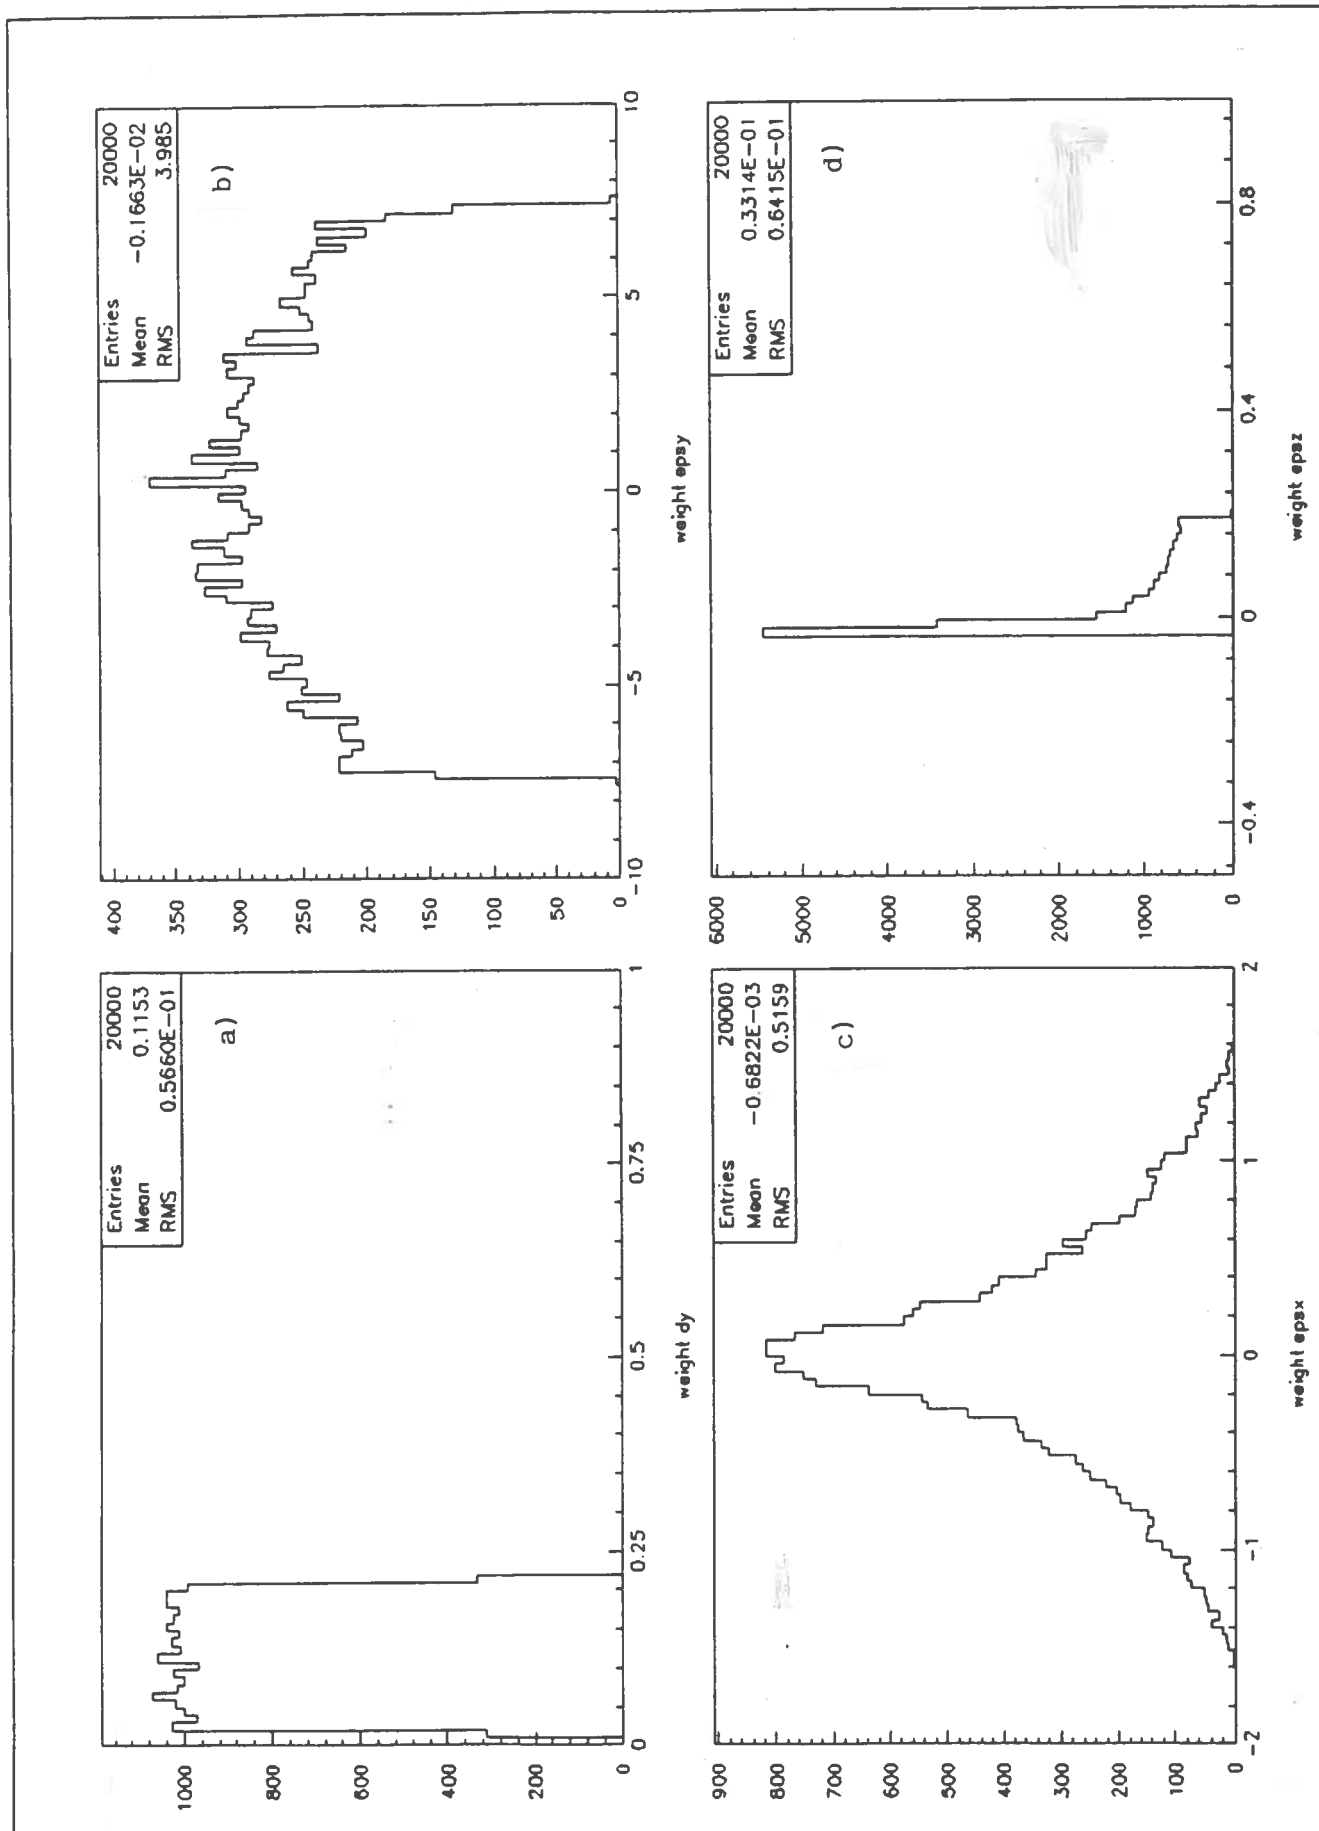 Entries 20000
Mean 0.1153
RMS 0.5660E-01
a)
1000
800
600
400
200
0
0 0.25 0.5 0.75 1
weight dy
Entries 20000
Mean -0.1663E-02
RMS 3.985
b)
400
350
300
250
200
150
100
50
0
-10 -5 0 5 10
weight epsy
Entries 20000
Mean -0.6822E-03
RMS 0.5159
c)
900
800
700
600
500
400
300
200
100
0
-2 -1 0 1 2
weight epsx
Entries 20000
Mean 0.3314E-01
RMS 0.6415E-01
d)
6000
5000
4000
3000
2000
1000
0
-0.4 0 0.4 0.8
weight epsz